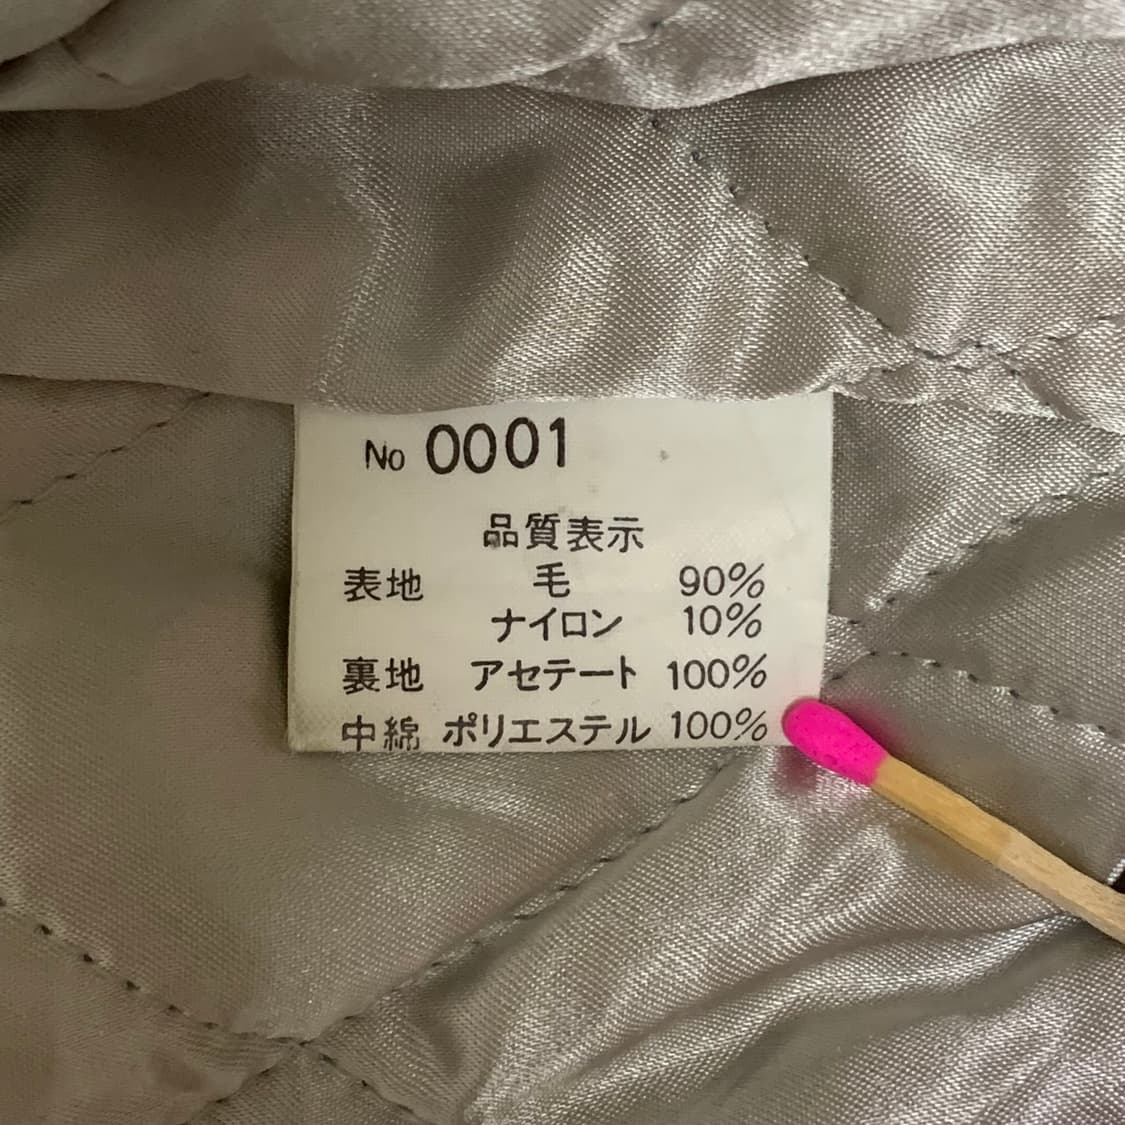 No 0001
品質表示
表地 毛 90%
ナイロン 10%
裏地 アセテート 100%
中綿 ポリエステル 100%